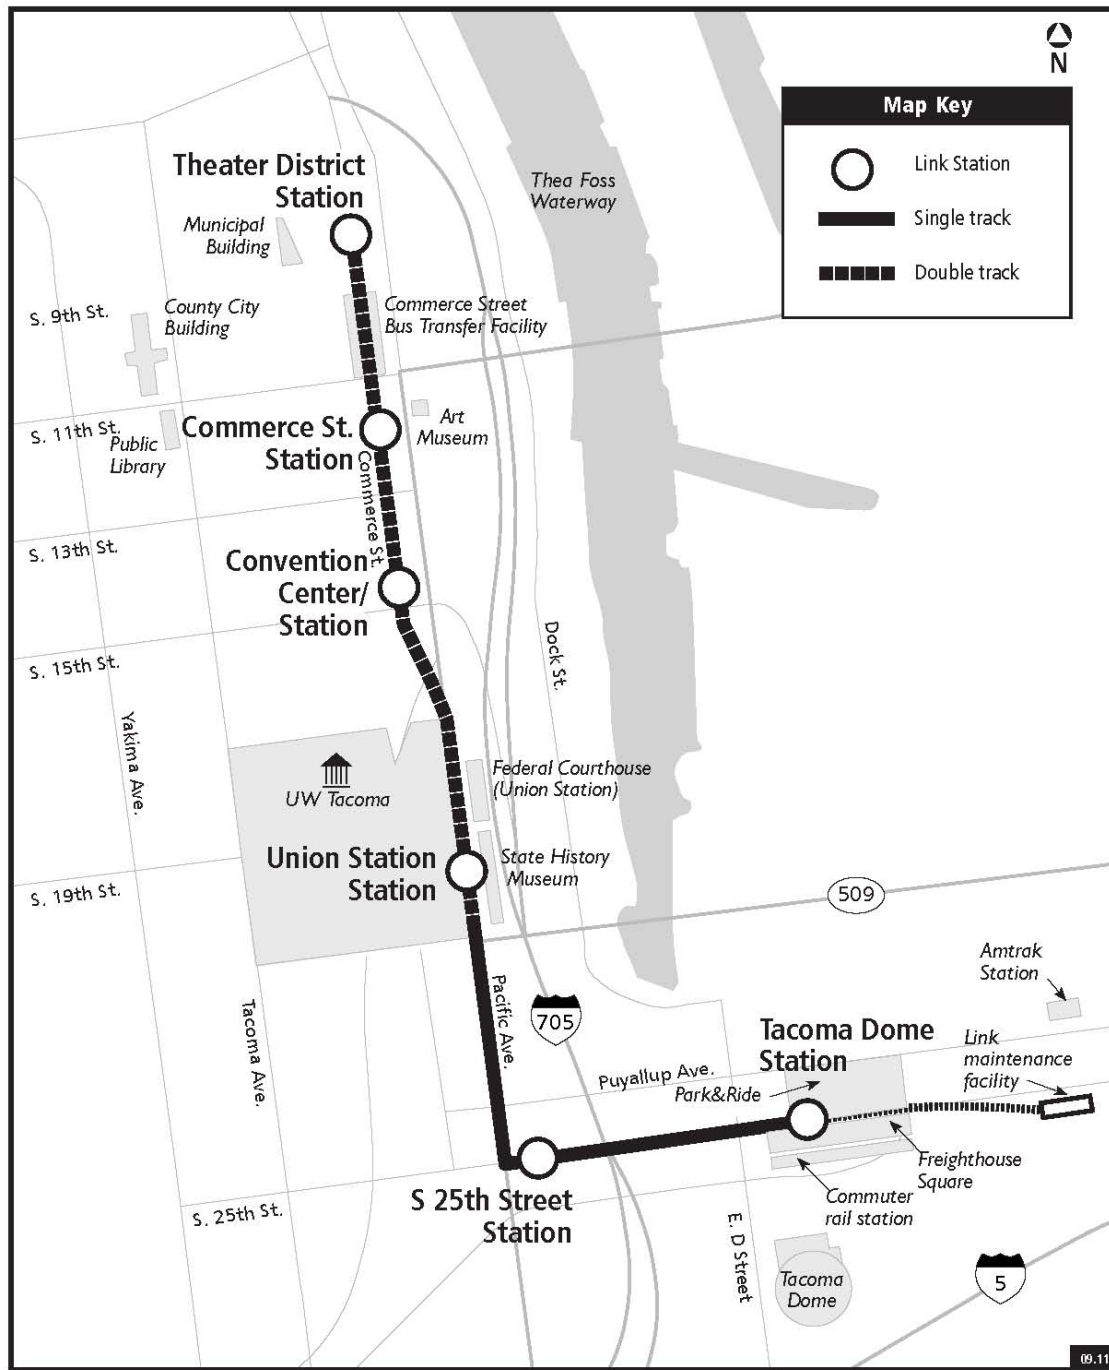 N
Map Key
Link Station
Single track
Double track
Theater District
Station
Thea Foss
Waterway
Municipal
Building
S. 9th St.
County City
Building
Commerce Street
Bus Transfer Facility
S. 11th St.
Public
Library
Commerce St.
Station
Art
Museum
Commerce St.
S. 13th St.
Convention
Center/
Station
S. 15th St.
Dock St.
Yakima Ave.
UW Tacoma
Federal Courthouse
(Union Station)
Union Station
Station
State History
Museum
S. 19th St.
509
Amtrak
Station
Tacoma Ave.
Pacific Ave.
705
Tacoma Dome
Station
Link
maintenance
facility
Puyallup Ave.
Park&Ride
Freighthouse
Square
Commuter
rail station
S 25th Street
Station
S. 25th St.
E. D Street
Tacoma
Dome
5
09.11